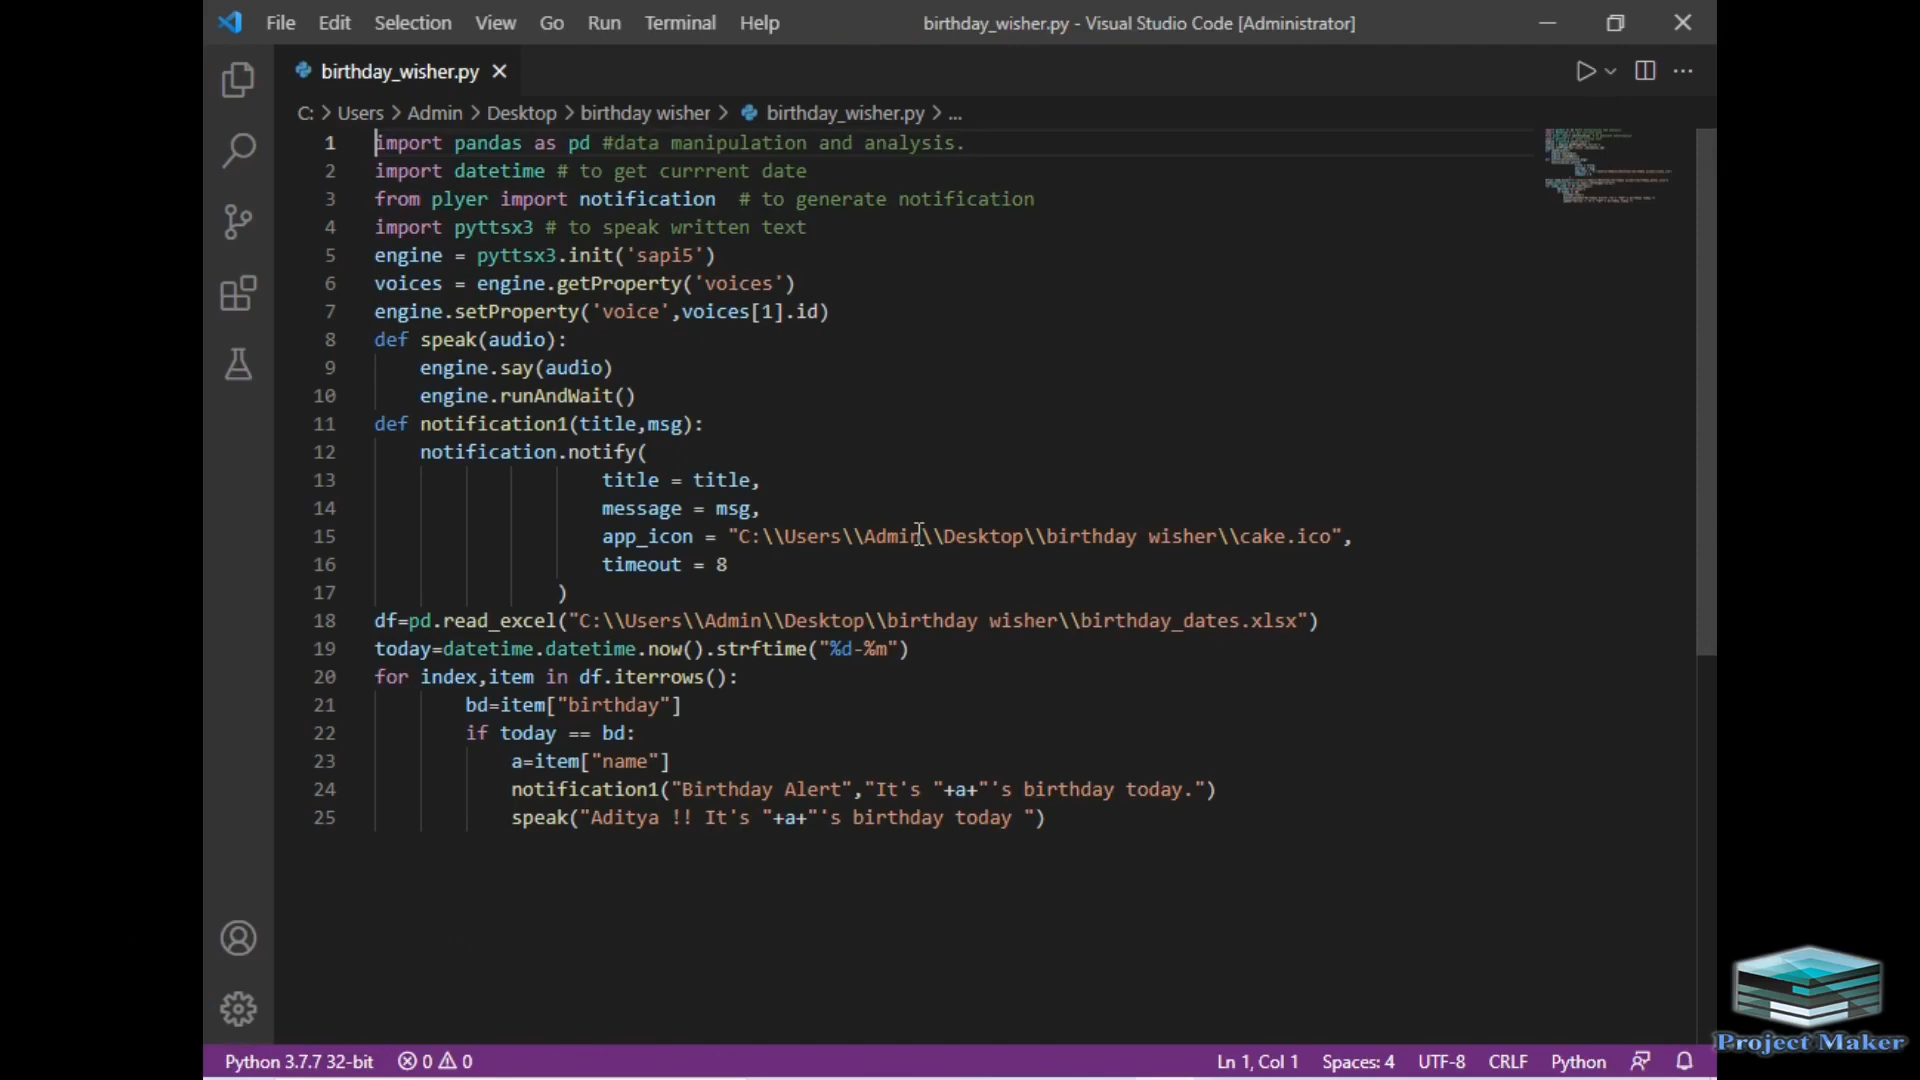 File Edit Selection View Go Run Terminal Help birthday_wisher.py - Visual Studio Code [Administrator]
birthday_wisher.py
C: > Users > Admin > Desktop > birthday wisher > birthday_wisher.py > ...
1 import pandas as pd #data manipulation and analysis.
2 import datetime # to get currrent date
3 from plyer import notification  # to generate notification
4 import pyttsx3 # to speak written text
5 engine = pyttsx3.init('sapi5')
6 voices = engine.getProperty('voices')
7 engine.setProperty('voice',voices[1].id)
8 def speak(audio):
9     engine.say(audio)
10     engine.runAndWait()
11 def notification1(title,msg):
12     notification.notify(
13                     title = title,
14                     message = msg,
15                     app_icon = "C:\\Users\\Admin\\Desktop\\birthday wisher\\cake.ico",
16                     timeout = 8
17                 )
18 df=pd.read_excel("C:\\Users\\Admin\\Desktop\\birthday wisher\\birthday_dates.xlsx")
19 today=datetime.datetime.now().strftime("%d-%m")
20 for index,item in df.iterrows():
21         bd=item["birthday"]
22         if today == bd:
23             a=item["name"]
24             notification1("Birthday Alert","It's "+a+"'s birthday today.")
25             speak("Aditya !! It's "+a+"'s birthday today ")
Project Maker
Python 3.7.7 32-bit 0 0 Ln 1, Col 1 Spaces: 4 UTF-8 CRLF Python